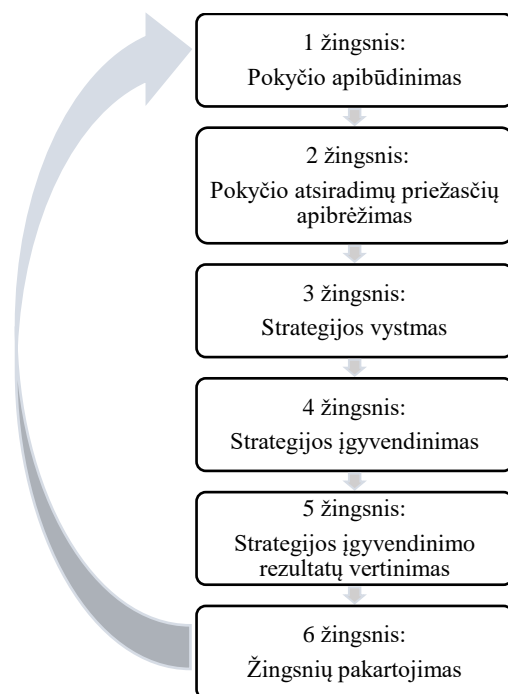 1 žingsnis:
Pokyčio apibūdinimas
2 žingsnis:
Pokyčio atsiradimų priežasčių
apibrėžimas
3 žingsnis:
Strategijos vystmas
4 žingsnis:
Strategijos įgyvendinimas
5 žingsnis:
Strategijos įgyvendinimo
rezultatų vertinimas
6 žingsnis:
Žingsnių pakartojimas